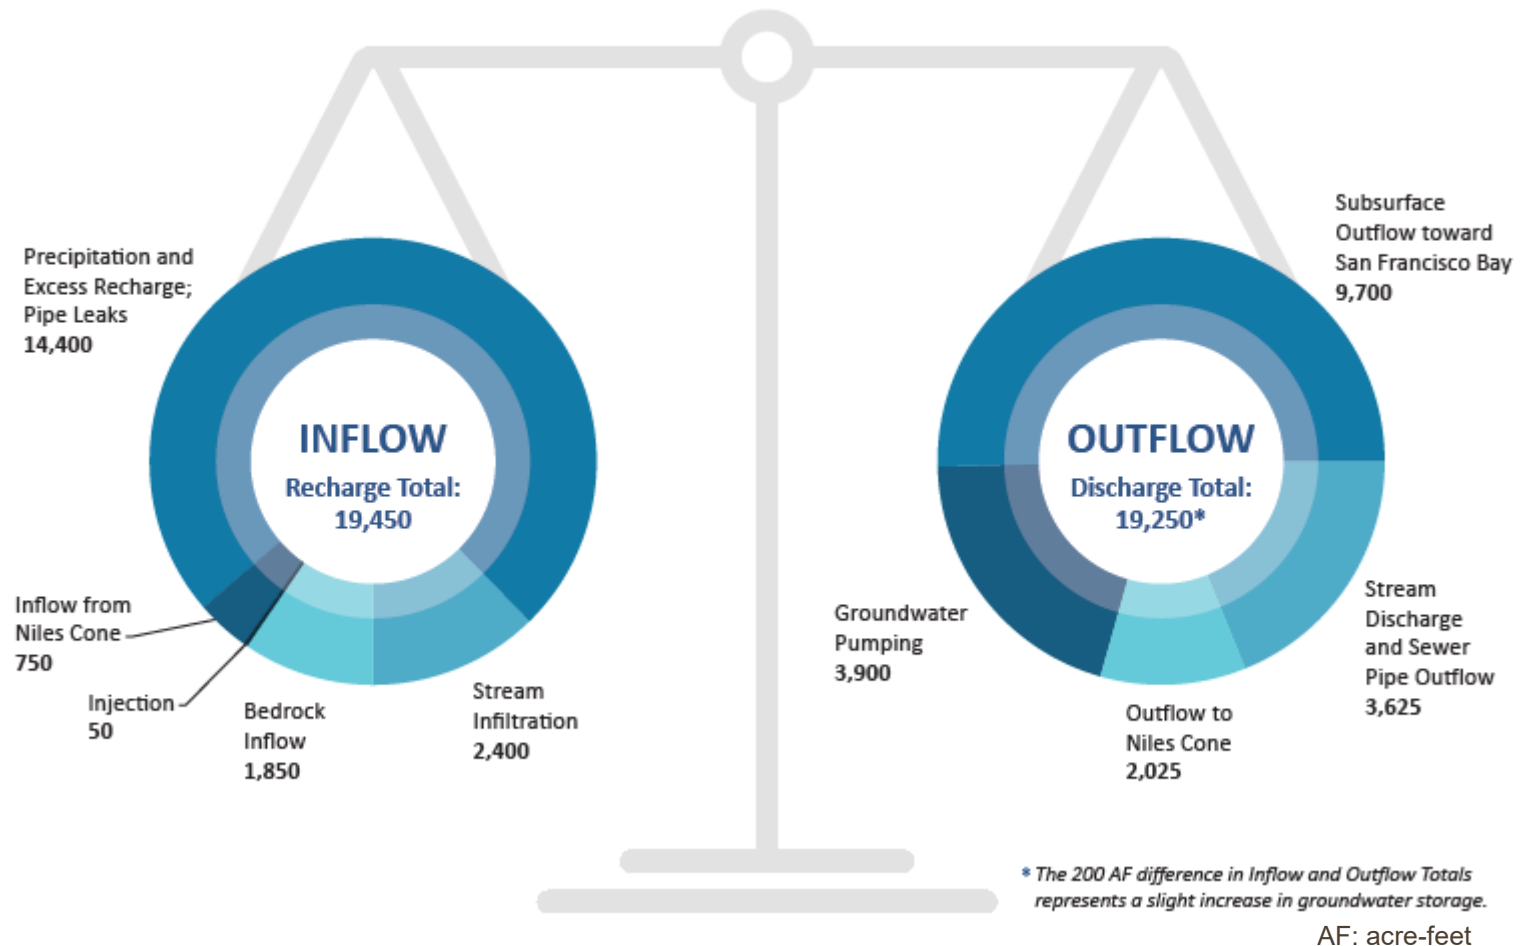 Precipitation and
Excess Recharge;
Pipe Leaks
14,400
INFLOW
Recharge Total:
19,450
Inflow from
Niles Cone
750
Injection
50
Bedrock
Inflow
1,850
Stream
Infiltration
2,400
Subsurface
Outflow toward
San Francisco Bay
9,700
OUTFLOW
Discharge Total:
19,250*
Groundwater
Pumping
3,900
Outflow to
Niles Cone
2,025
Stream
Discharge
and Sewer
Pipe Outflow
3,625
* The 200 AF difference in Inflow and Outflow Totals
represents a slight increase in groundwater storage.
AF: acre-feet